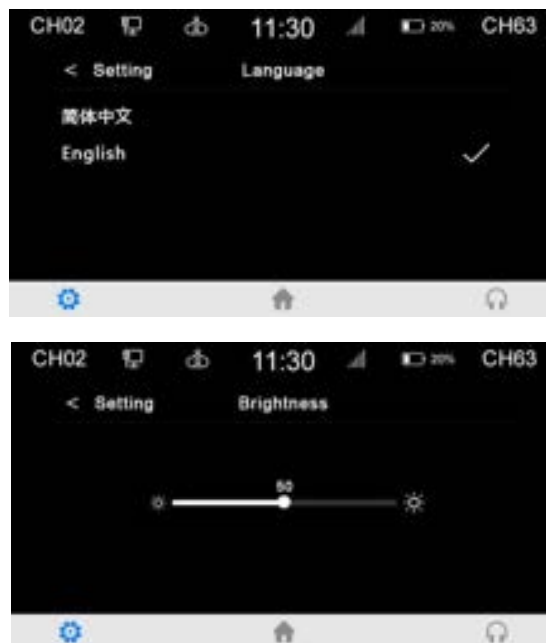 CH02 11:30 20% CH63
< Setting Language
简体中文
English
CH02 11:30 20% CH63
< Setting Brightness
50